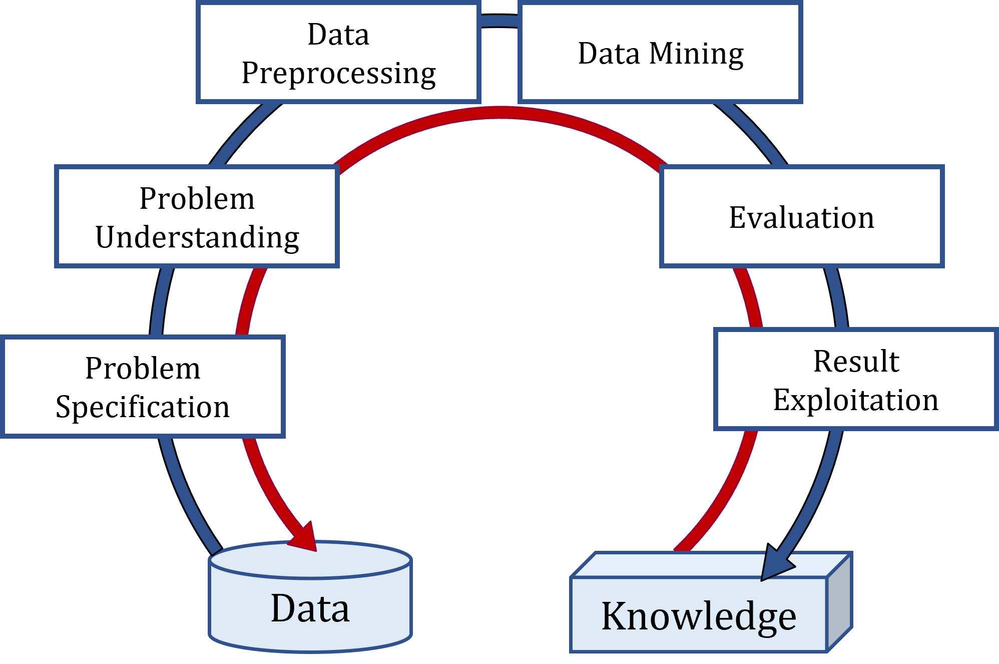 Data
Preprocessing
Data Mining
Problem
Understanding
Evaluation
Problem
Specification
Result
Exploitation
Data
Knowledge